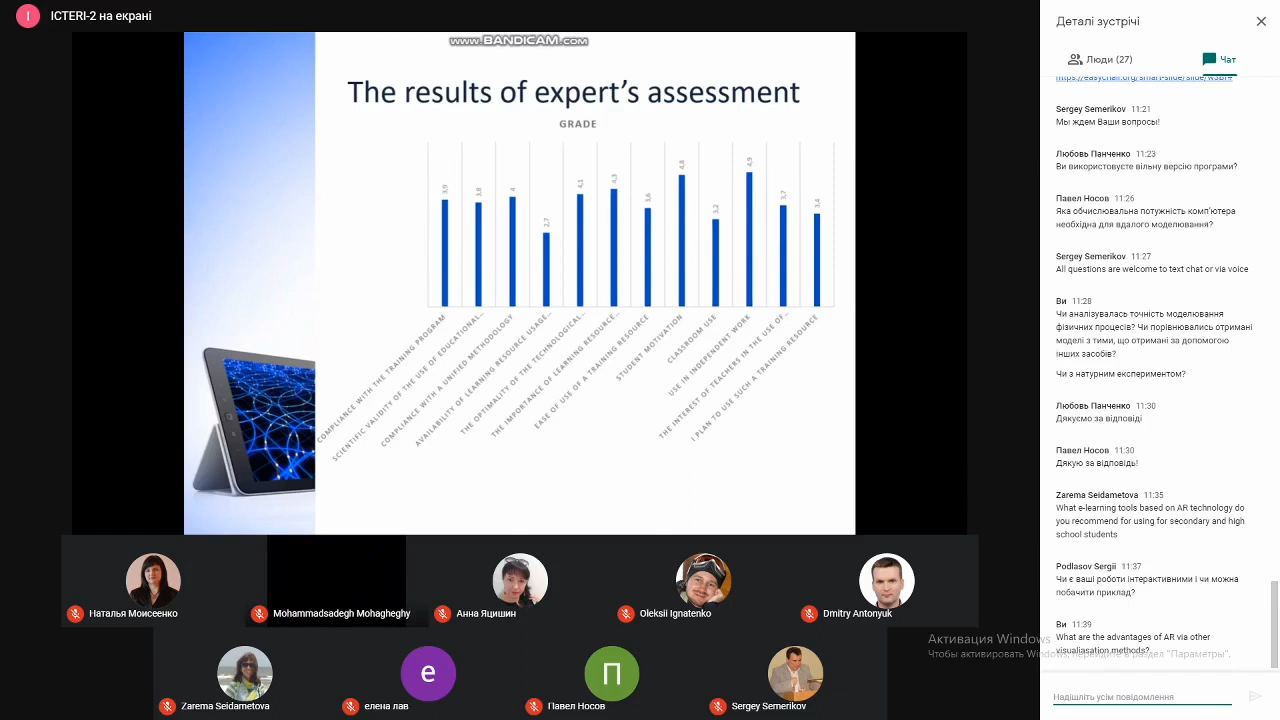 ICTERI-2 на екрані
www.BANDICAM.com
The results of expert's assessment
GRADE
3,9
3,8
4
2,7
4,1
4,3
3,6
4,8
3,2
4,9
3,7
3,4
COMPLIANCE WITH THE TRAINING PROGRAM
SCIENTIFIC VALIDITY OF THE USE OF EDUCATIONAL…
COMPLIANCE WITH A UNIFIED METHODOLOGY
AVAILABILITY OF LEARNING RESOURCE USAGE…
THE OPTIMALITY OF THE TECHNOLOGICAL…
THE IMPORTANCE OF LEARNING RESOURCE…
EASE OF USE OF A TRAINING RESOURCE
STUDENT MOTIVATION
CLASSROOM USE
USE IN INDEPENDENT WORK
THE INTEREST OF TEACHERS IN THE USE OF…
I PLAN TO USE SUCH A TRAINING RESOURCE
Наталья Моисеенко
Mohammadsadegh Mohagheghy
Анна Яцишин
Oleksii Ignatenko
Dmitry Antonyuk
Zarema Seidametova
е
елена лав
П
Павел Носов
Sergey Semerikov
І
Деталі зустрічі
Люди (27)
Чат
Sergey Semerikov 11:21
Мы ждем Ваши вопросы!
Любовь Панченко 11:23
Ви використовуєте вільну версію програми?
Павел Носов 11:26
Яка обчислювальна потужність комп'ютера
необхідна для вдалого моделювання?
Sergey Semerikov 11:27
All questions are welcome to text chat or via voice
Ви 11:28
Чи аналізувалась точність моделювання
фізичних процесів? Чи порівнювались отримані
моделі з тими, що отримані за допомогою
інших засобів?
Чи з натурним експериментом?
Любовь Панченко 11:30
Дякуємо за відповіді
Павел Носов 11:30
Дякую за відповідь!
Zarema Seidametova 11:35
What e-learning tools based on AR technology do
you recommend for using for secondary and high
school students
Podlasov Sergii 11:37
Чи є ваші роботи інтерактивними і чи можна
побачити приклад?
Ви 11:39
What are the advantages of AR via other
visualiasation methods?
Активация Windows
Чтобы активировать Windows, перейдите в раздел "Параметры".
Надішліть усім повідомлення